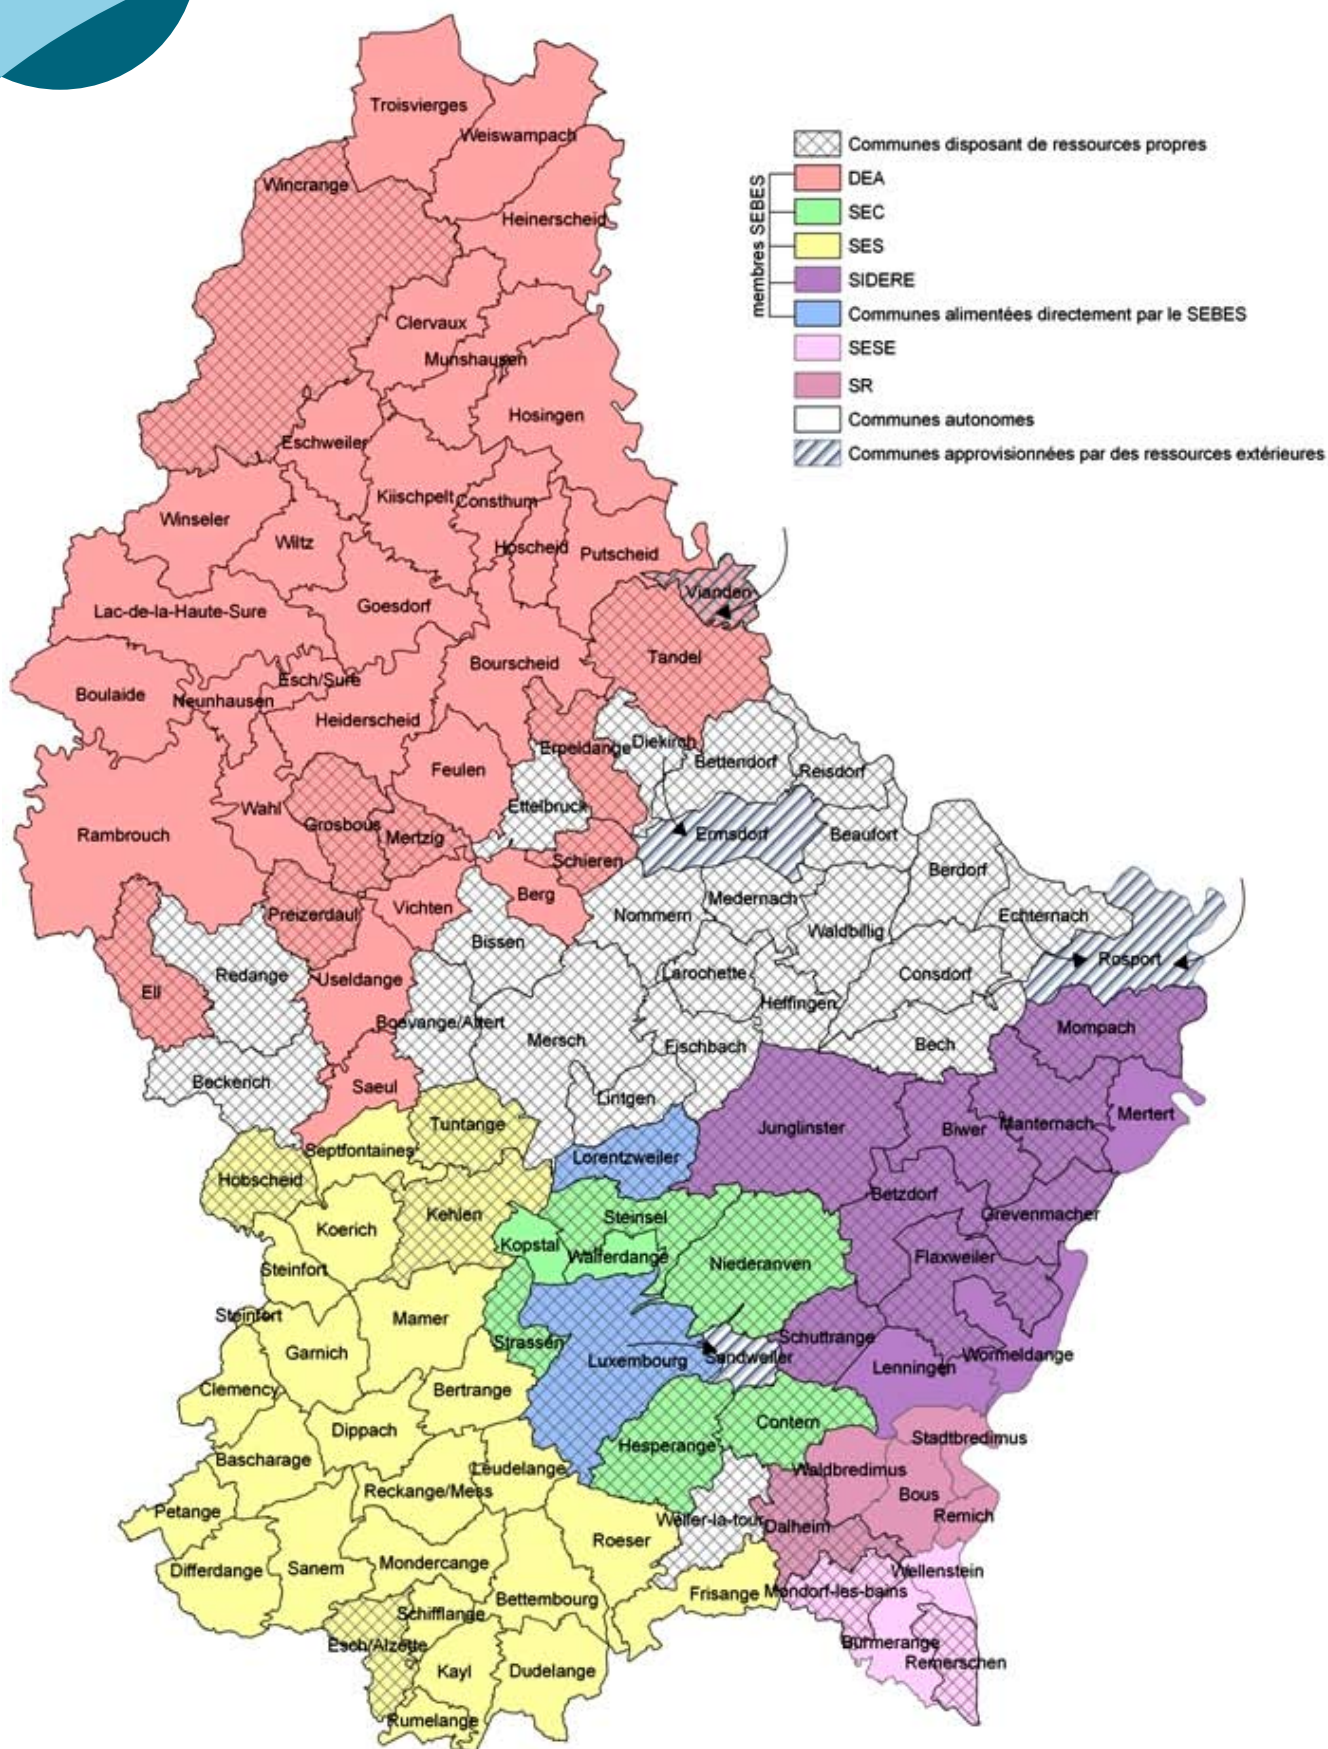 Communes disposant de ressources propres
membres SEBES
DEA
SEC
SES
SIDERE
Communes alimentées directement par le SEBES
SESE
SR
Communes autonomes
Communes approvisionnées par des ressources extérieures
Troisvierges
Weiswampach
Wincrange
Heinerscheid
Clervaux
Munshausen
Hosingen
Eschweiler
Kiischpelt
Consthum
Winseler
Wiltz
Hoscheid
Putscheid
Vianden
Lac-de-la-Haute-Sure
Goesdorf
Tandel
Bourscheid
Esch/Sure
Boulaide
Neunhausen
Heiderscheid
Erpeldange
Diekirch
Bettendorf
Reisdorf
Feulen
Ettelbruck
Wahl
Grosbous
Mertzig
Rambrouch
Ermsdorf
Beaufort
Schieren
Berdorf
Berg
Medernach
Vichten
Preizerdaul
Nommern
Echternach
Waldbillig
Bissen
Rosport
Redange
Useldange
Larochette
Consdorf
Ell
Heffingen
Boevange/Attert
Mompach
Mersch
Fischbach
Bech
Beckerich
Saeul
Lintgen
Tuntange
Junglinster
Biwer
Manternach
Mertert
Septfontaines
Lorentzweiler
Hobscheid
Betzdorf
Kehlen
Steinsel
Grevenmacher
Koerich
Kopstal
Walferdange
Niederanven
Flaxweiler
Steinfort
Steinfort
Mamer
Strassen
Schuttrange
Garnich
Luxembourg
Sandweiler
Lenningen
Wormeldange
Clemency
Bertrange
Dippach
Contern
Hesperange
Stadtbredimus
Bascharage
Leudelange
Waldbredimus
Reckange/Mess
Bous
Petange
Weiler-la-tour
Dalheim
Remich
Roeser
Differdange
Sanem
Mondercange
Wellenstein
Bettembourg
Frisange
Mondorf-les-bains
Schifflange
Esch/Alzette
Burmerange
Remerschen
Kayl
Dudelange
Rumelange